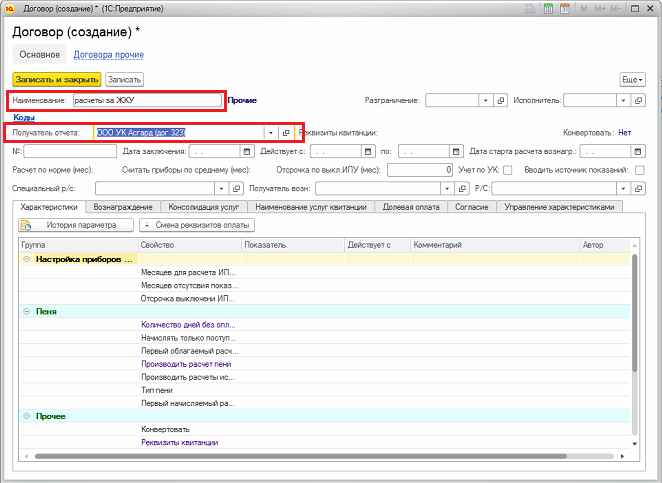 Договор (создание) * (1С:Предприятие)
M M+ M-
Договор (создание) *
Основное Договора прочие
Записать и закрыть Записать Еще
Наименование: расчеты за ЖКУ Прочие Разграничение: Исполнитель:
Коды
Получатель отчета: ООО УК Асгард (дог 323) Реквизиты квитанции: Конвертовать: Нет
№: Дата заключения: . . Действует с: . . по: . . Дата старта расчета вознагр.: . .
Расчет по норме (мес): Считать приборы по среднему (мес): Отсрочка по выкл.ИПУ (мес): 0 Учет по УК: Вводить источник показаний:
Специальный р/с: Получатель возн: Р/С:
Характеристики Вознаграждение Консолидация услуг Наименование услуг квитанции Долевая оплата Согласие Управление характеристиками
История параметра Смена реквизитов оплаты
Группа Свойство Показатель Действует с Комментарий Автор
Настройка приборов ...
Месяцев для расчета ИП...
Месяцев отсутсвия показ...
Отсрочка выключени ИП...
Пеня
Количество дней без опл...
Начислять только поступ...
Первый облагаемый расч...
Производить расчет пени
Производить расчеты ис...
Тип пени
Первый начисляемый ра...
Прочее
Конвертовать
Реквизиты квитанции